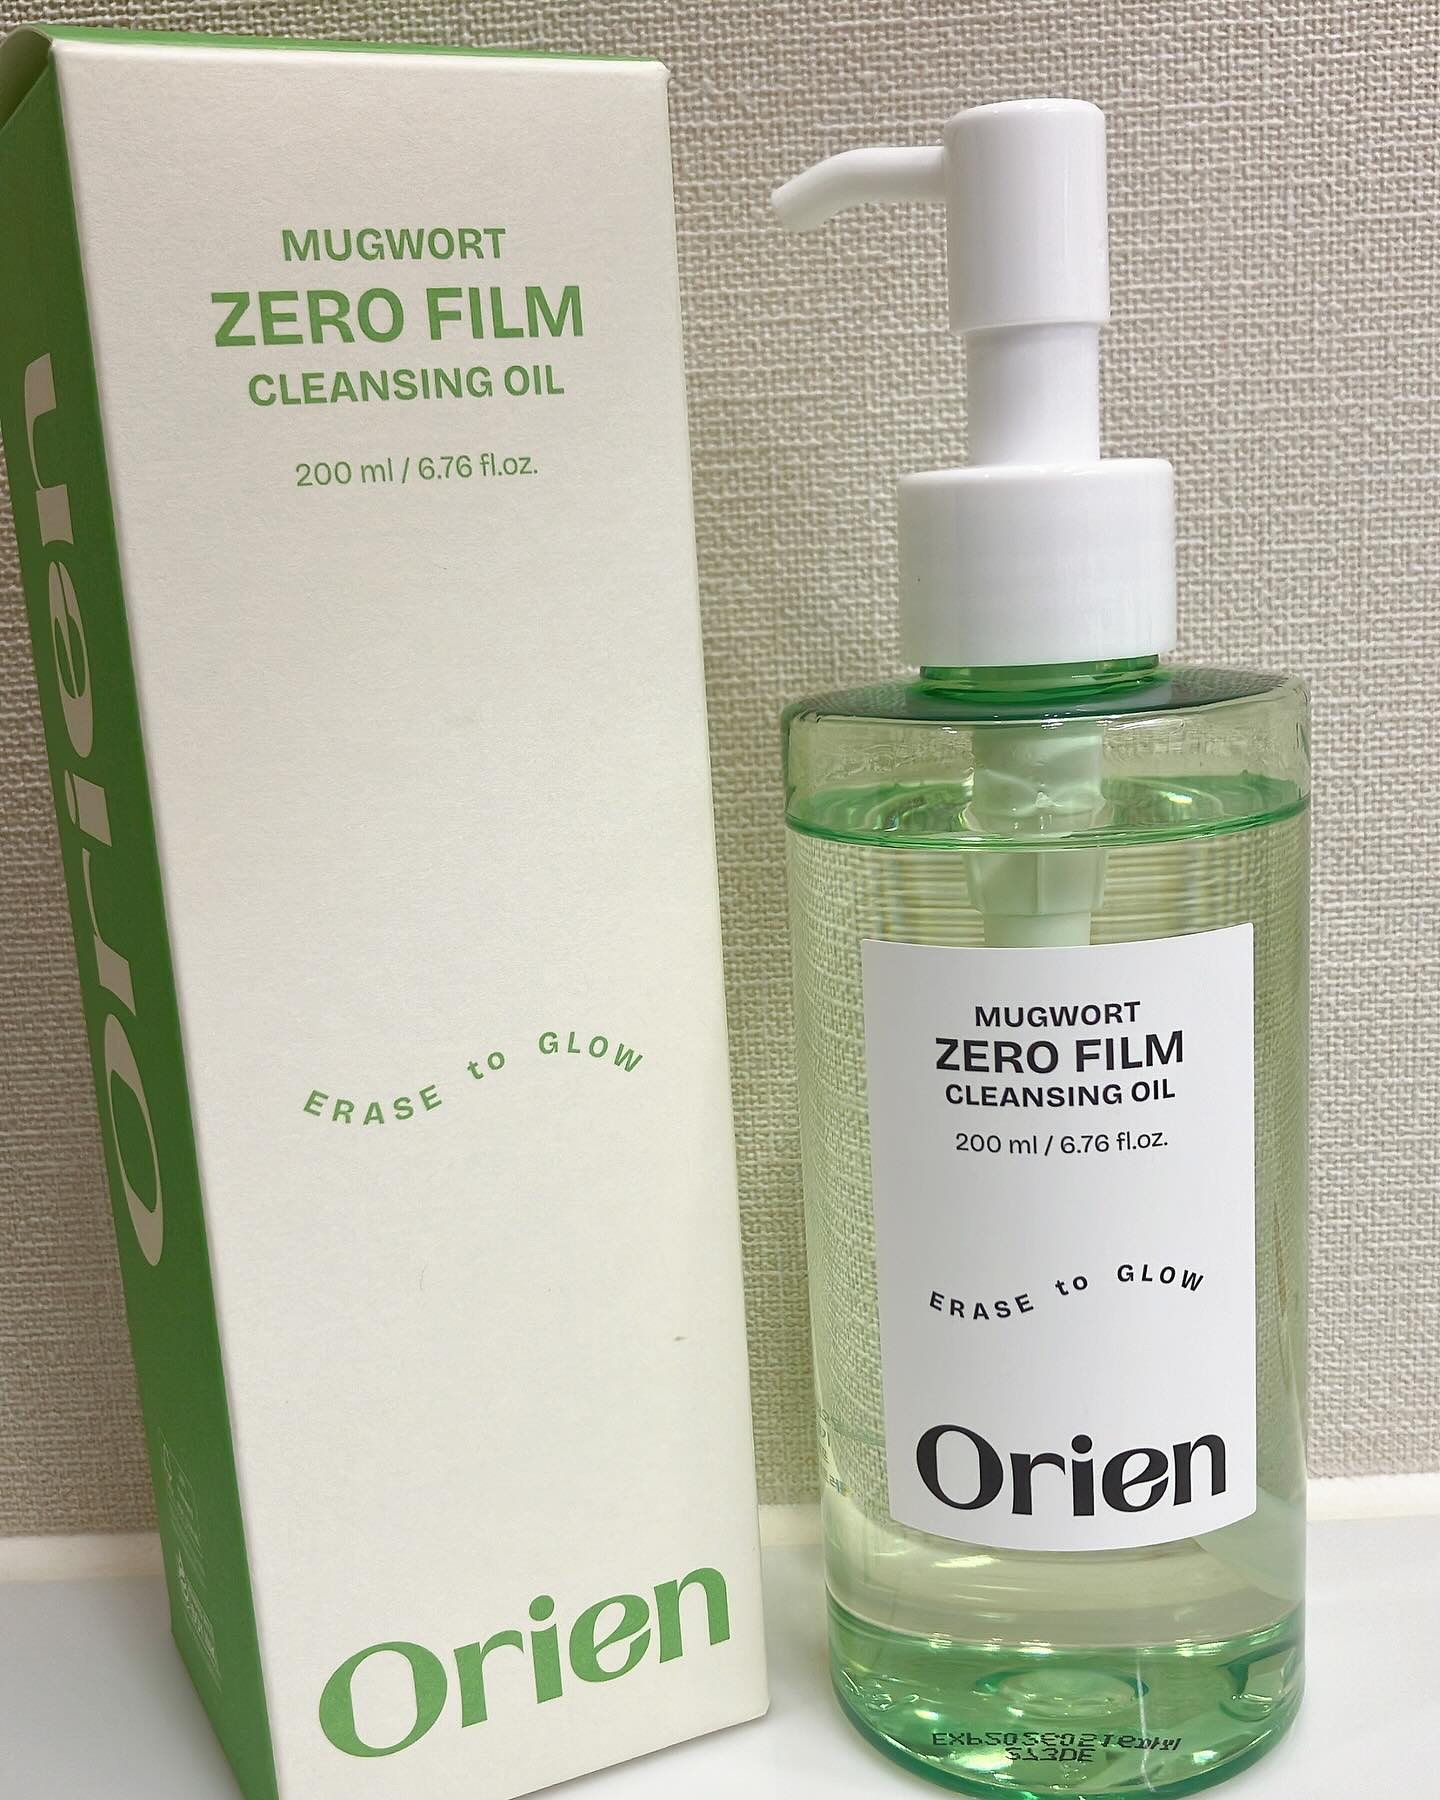 MUGWORT
ZERO FILM
CLEANSING OIL
200 ml / 6.76 fl.oz.
ERASE to GLOW
Orien
Orien
MUGWORT
ZERO FILM
CLEANSING OIL
200 ml / 6.76 fl.oz.
ERASE to GLOW
Orien